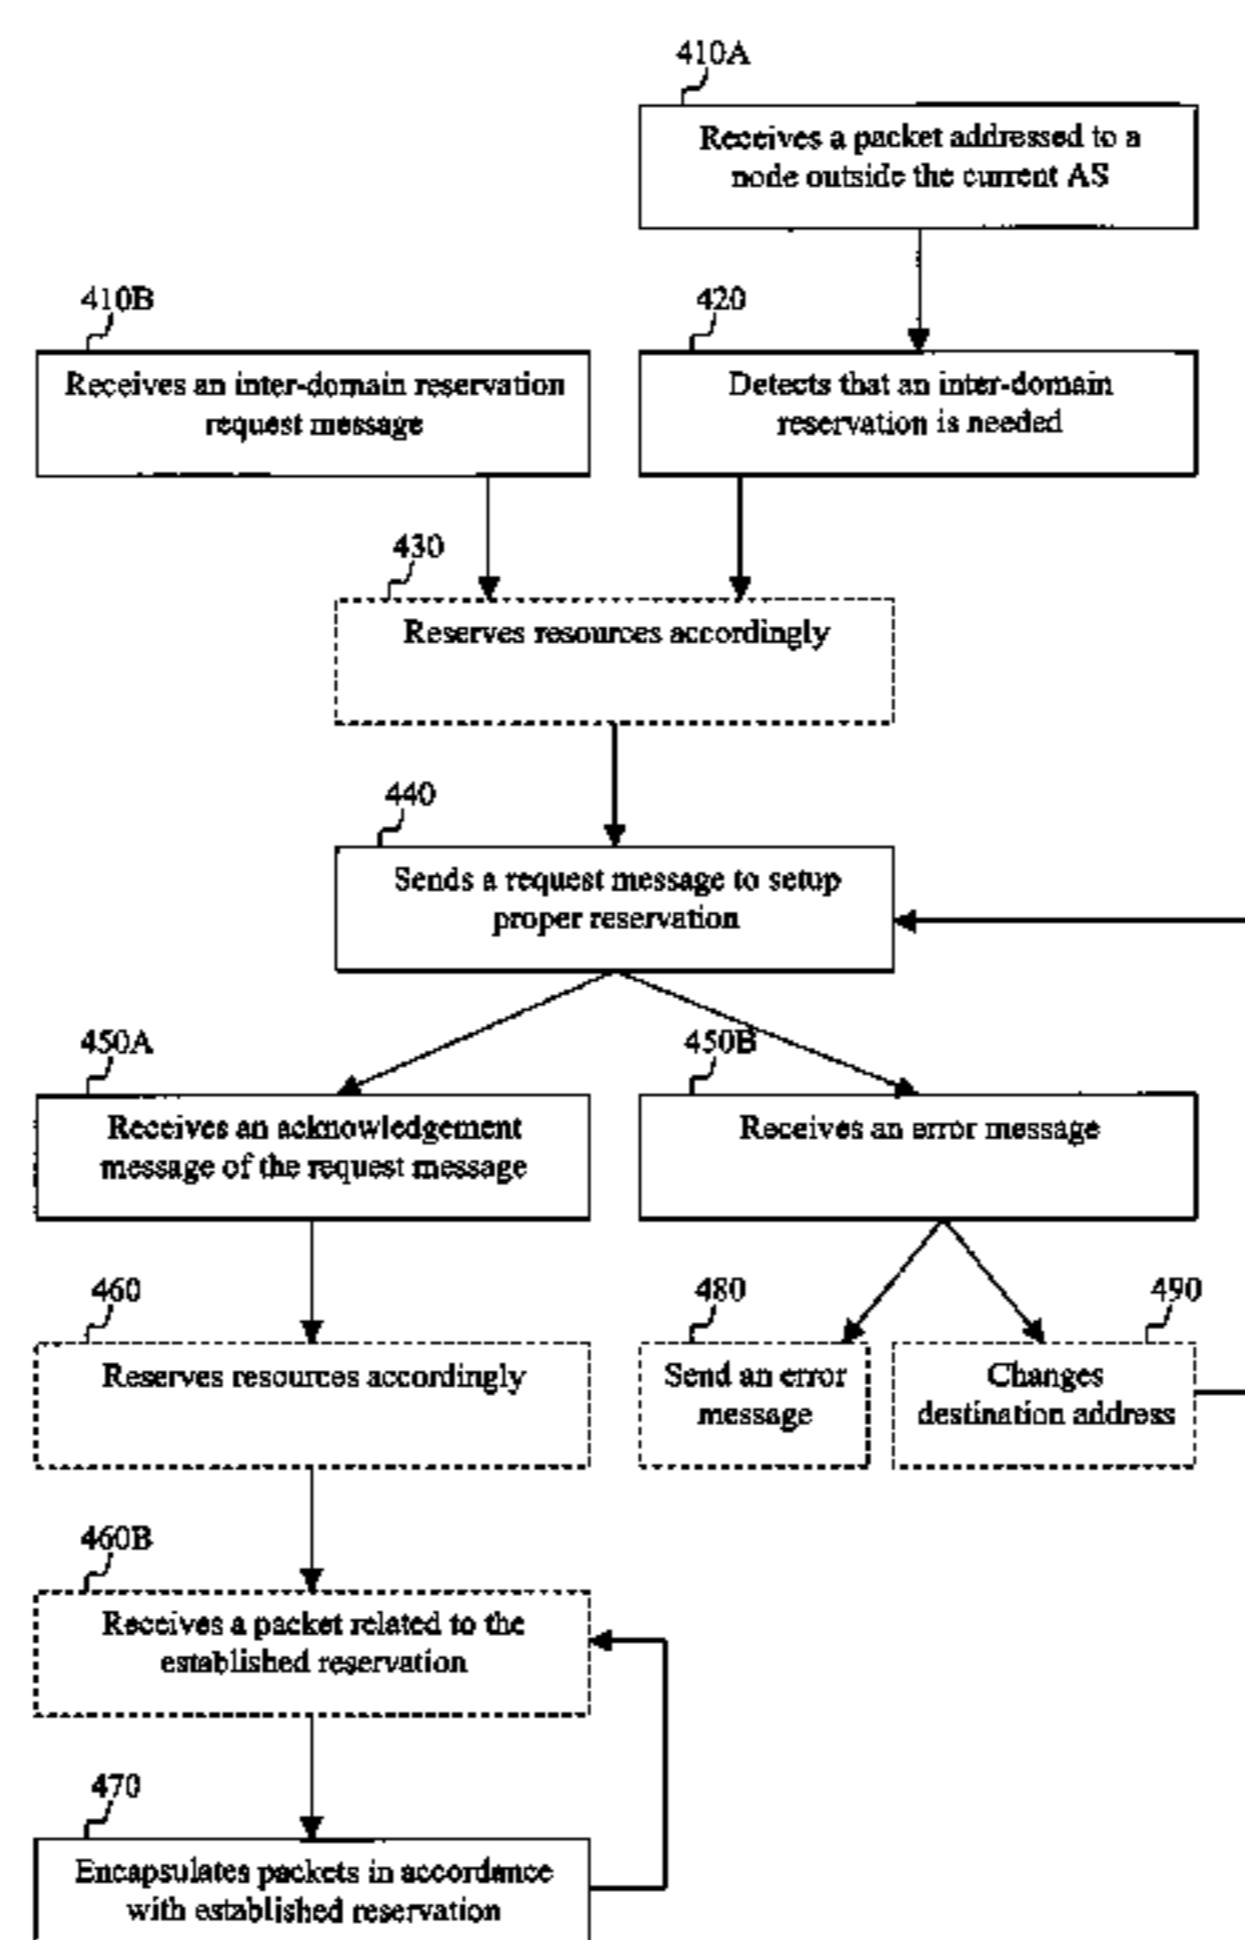 410A
Receives a packet addressed to a
node outside the current AS
410B
Receives an inter-domain reservation
request message
420
Detects that an inter-domain
reservation is needed
430
Reserves resources accordingly
440
Sends a request message to setup
proper reservation
450A
Receives an acknowledgement
message of the request message
450B
Receives an error message
460
Reserves resources accordingly
480
Send an error
message
490
Changes
destination address
460B
Receives a packet related to the
established reservation
470
Encapsulates packets in accordance
with established reservation